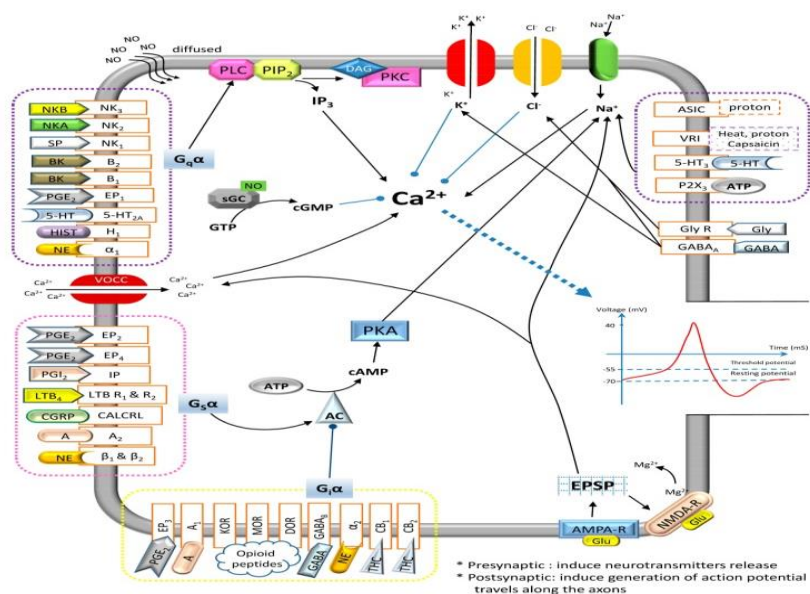 NO
NO
NO
NO
diffused
PLC
PIP2
DAG
PKC
IP3
K+
K+
K+
K+
K+
K+
Cl-
Cl-
Cl-
Na+
Na+
Na+
NKB NK3
NKA NK2
SP NK1
BK B2
BK B1
PGE2 EP1
5-HT 5-HT2A
HIST H1
NE α1
Gqα
sGC
NO
GTP
cGMP
Ca2+
ASIC proton
VRI Heat, proton
Capsaicin
5-HT3 5-HT
P2X3 ATP
Gly R Gly
GABAA GABA
VOCC
Ca2+
Ca2+
Ca2+
Ca2+
Ca2+
Ca2+
Ca2+
Ca2+
PGE2 EP2
PGE2 EP4
PGI2 IP
LTB4 LTB R1 & R2
CGRP CALCRL
A A2
NE β1 & β2
GSα
ATP
cAMP
PKA
AC
Giα
Voltage (mV)
40
Time (mS)
-55
Threshold potential
Resting potential
-70
EP3
A1
KOR
MOR
DOR
GABAB
α2
CB1
PGE
A
Opioid
peptides
GABA
NE
THC
THC
EPSP
AMPA-R
Glu
Mg2+
Mg2+
NMDA-R
Glu
* Presynaptic : induce neurotransmitters release
* Postsynaptic: induce generation of action potential
travels along the axons